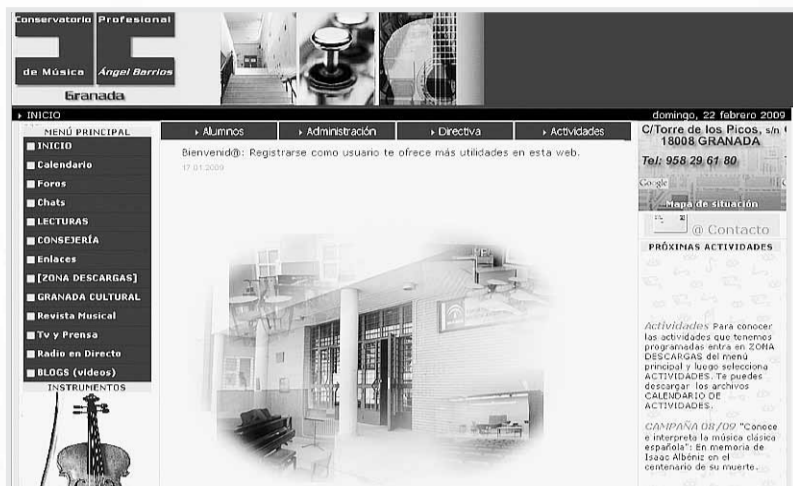 Conservatorio Profesional
de Música Ángel Barrios
Granada
INICIO
domingo, 22 febrero 2009
MENÚ PRINCIPAL
INICIO
Calendario
Foros
Chats
LECTURAS
CONSEJERÍA
Enlaces
[ZONA DESCARGAS]
GRANADA CULTURAL
Revista Musical
Tv y Prensa
Radio en Directo
BLOGS (vídeos)
INSTRUMENTOS
Alumnos
Administración
Directiva
Actividades
Bienvenid@: Registrarse como usuario te ofrece más utilidades en esta web.
17.01.2009
C/Torre de los Picos, s/n
18008 GRANADA
Tel: 958 29 61 80
Google
Mapa de situación
@ Contacto
PRÓXIMAS ACTIVIDADES
Actividades Para conocer
las actividades que tenemos
programadas entra en ZONA
DESCARGAS del menú
principal y luego selecciona
ACTIVIDADES. Te puedes
descargar los archivos
CALENDARIO DE
ACTIVIDADES.
CAMPAÑA 08/09 "Conoce
e interpreta la música clásica
española": En memoria de
Isaac Albéniz en el
centenario de su muerte.